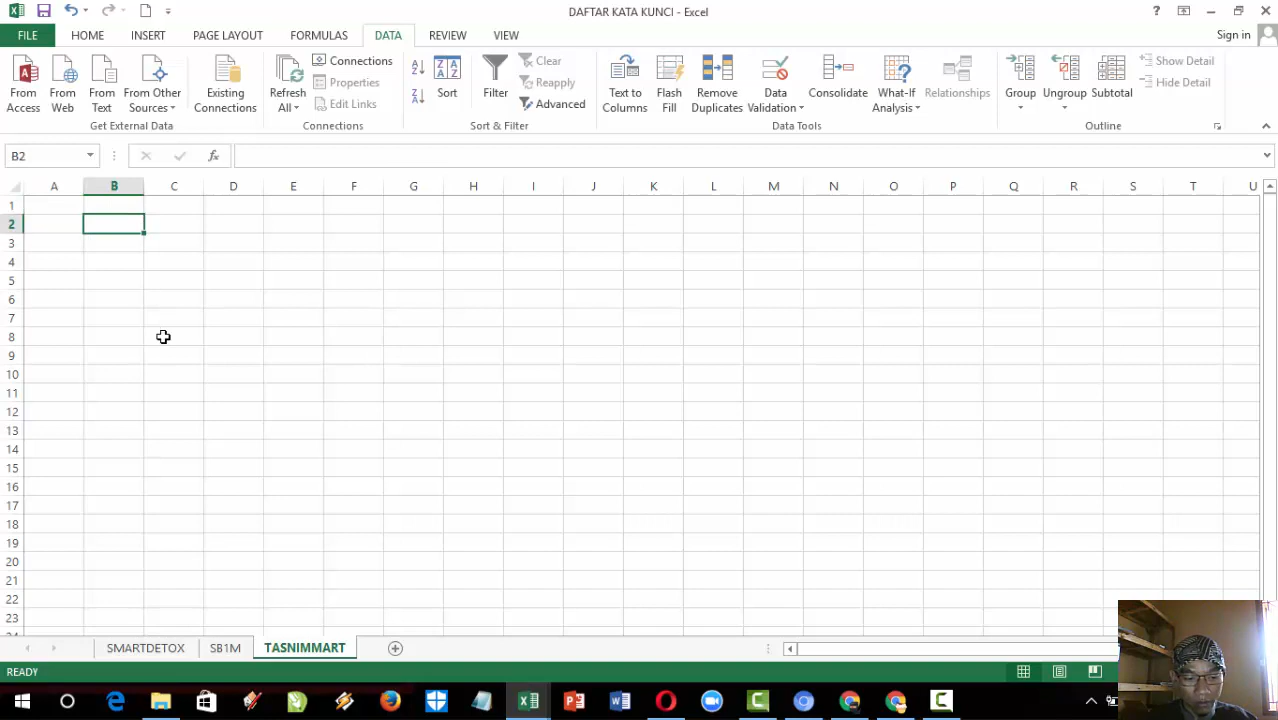 DAFTAR KATA KUNCI - Excel
?
FILE HOME INSERT PAGE LAYOUT FORMULAS DATA REVIEW VIEW Sign in
From Access
From Web
From Text
From Other Sources
Existing Connections
Get External Data
Refresh All
Connections
Properties
Edit Links
Connections
Sort
Filter
Clear
Reapply
Advanced
Sort & Filter
Text to Columns
Flash Fill
Remove Duplicates
Data Validation
Consolidate
What-If Analysis
Relationships
Data Tools
Group
Ungroup
Subtotal
Show Detail
Hide Detail
Outline
B2 fx
A B C D E F G H I J K L M N O P Q R S T U
1
2
3
4
5
6
7
8
9
10
11
12
13
14
15
16
17
18
19
20
21
22
23
SMARTDETOX SB1M TASNIMMART
READY